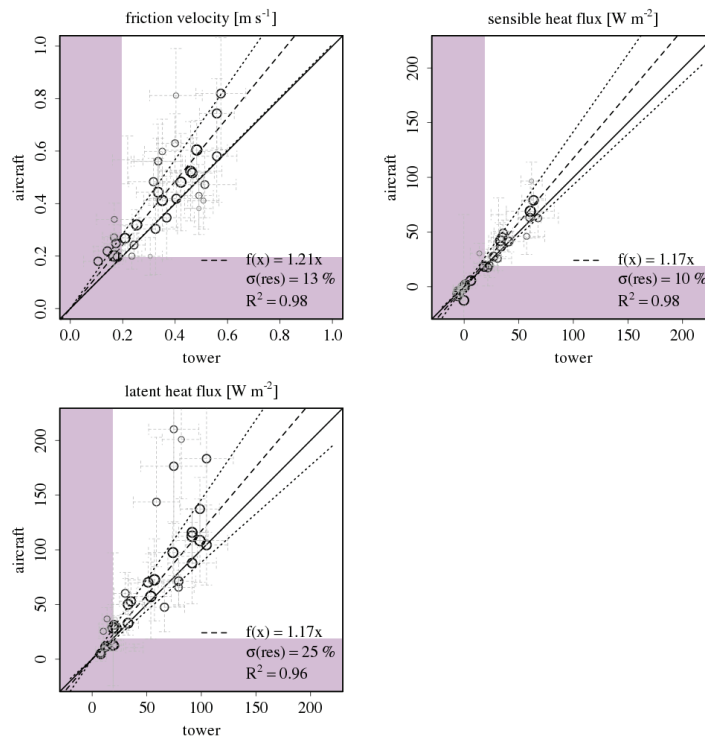 friction velocity [m s⁻¹]
aircraft
0.0 0.2 0.4 0.6 0.8 1.0
f(x) = 1.21x
σ(res) = 13 %
R² = 0.98
0.0 0.2 0.4 0.6 0.8 1.0
tower
sensible heat flux [W m⁻²]
aircraft
0 50 100 150 200
f(x) = 1.17x
σ(res) = 10 %
R² = 0.98
0 50 100 150 200
tower
latent heat flux [W m⁻²]
aircraft
0 50 100 150 200
f(x) = 1.17x
σ(res) = 25 %
R² = 0.96
0 50 100 150 200
tower